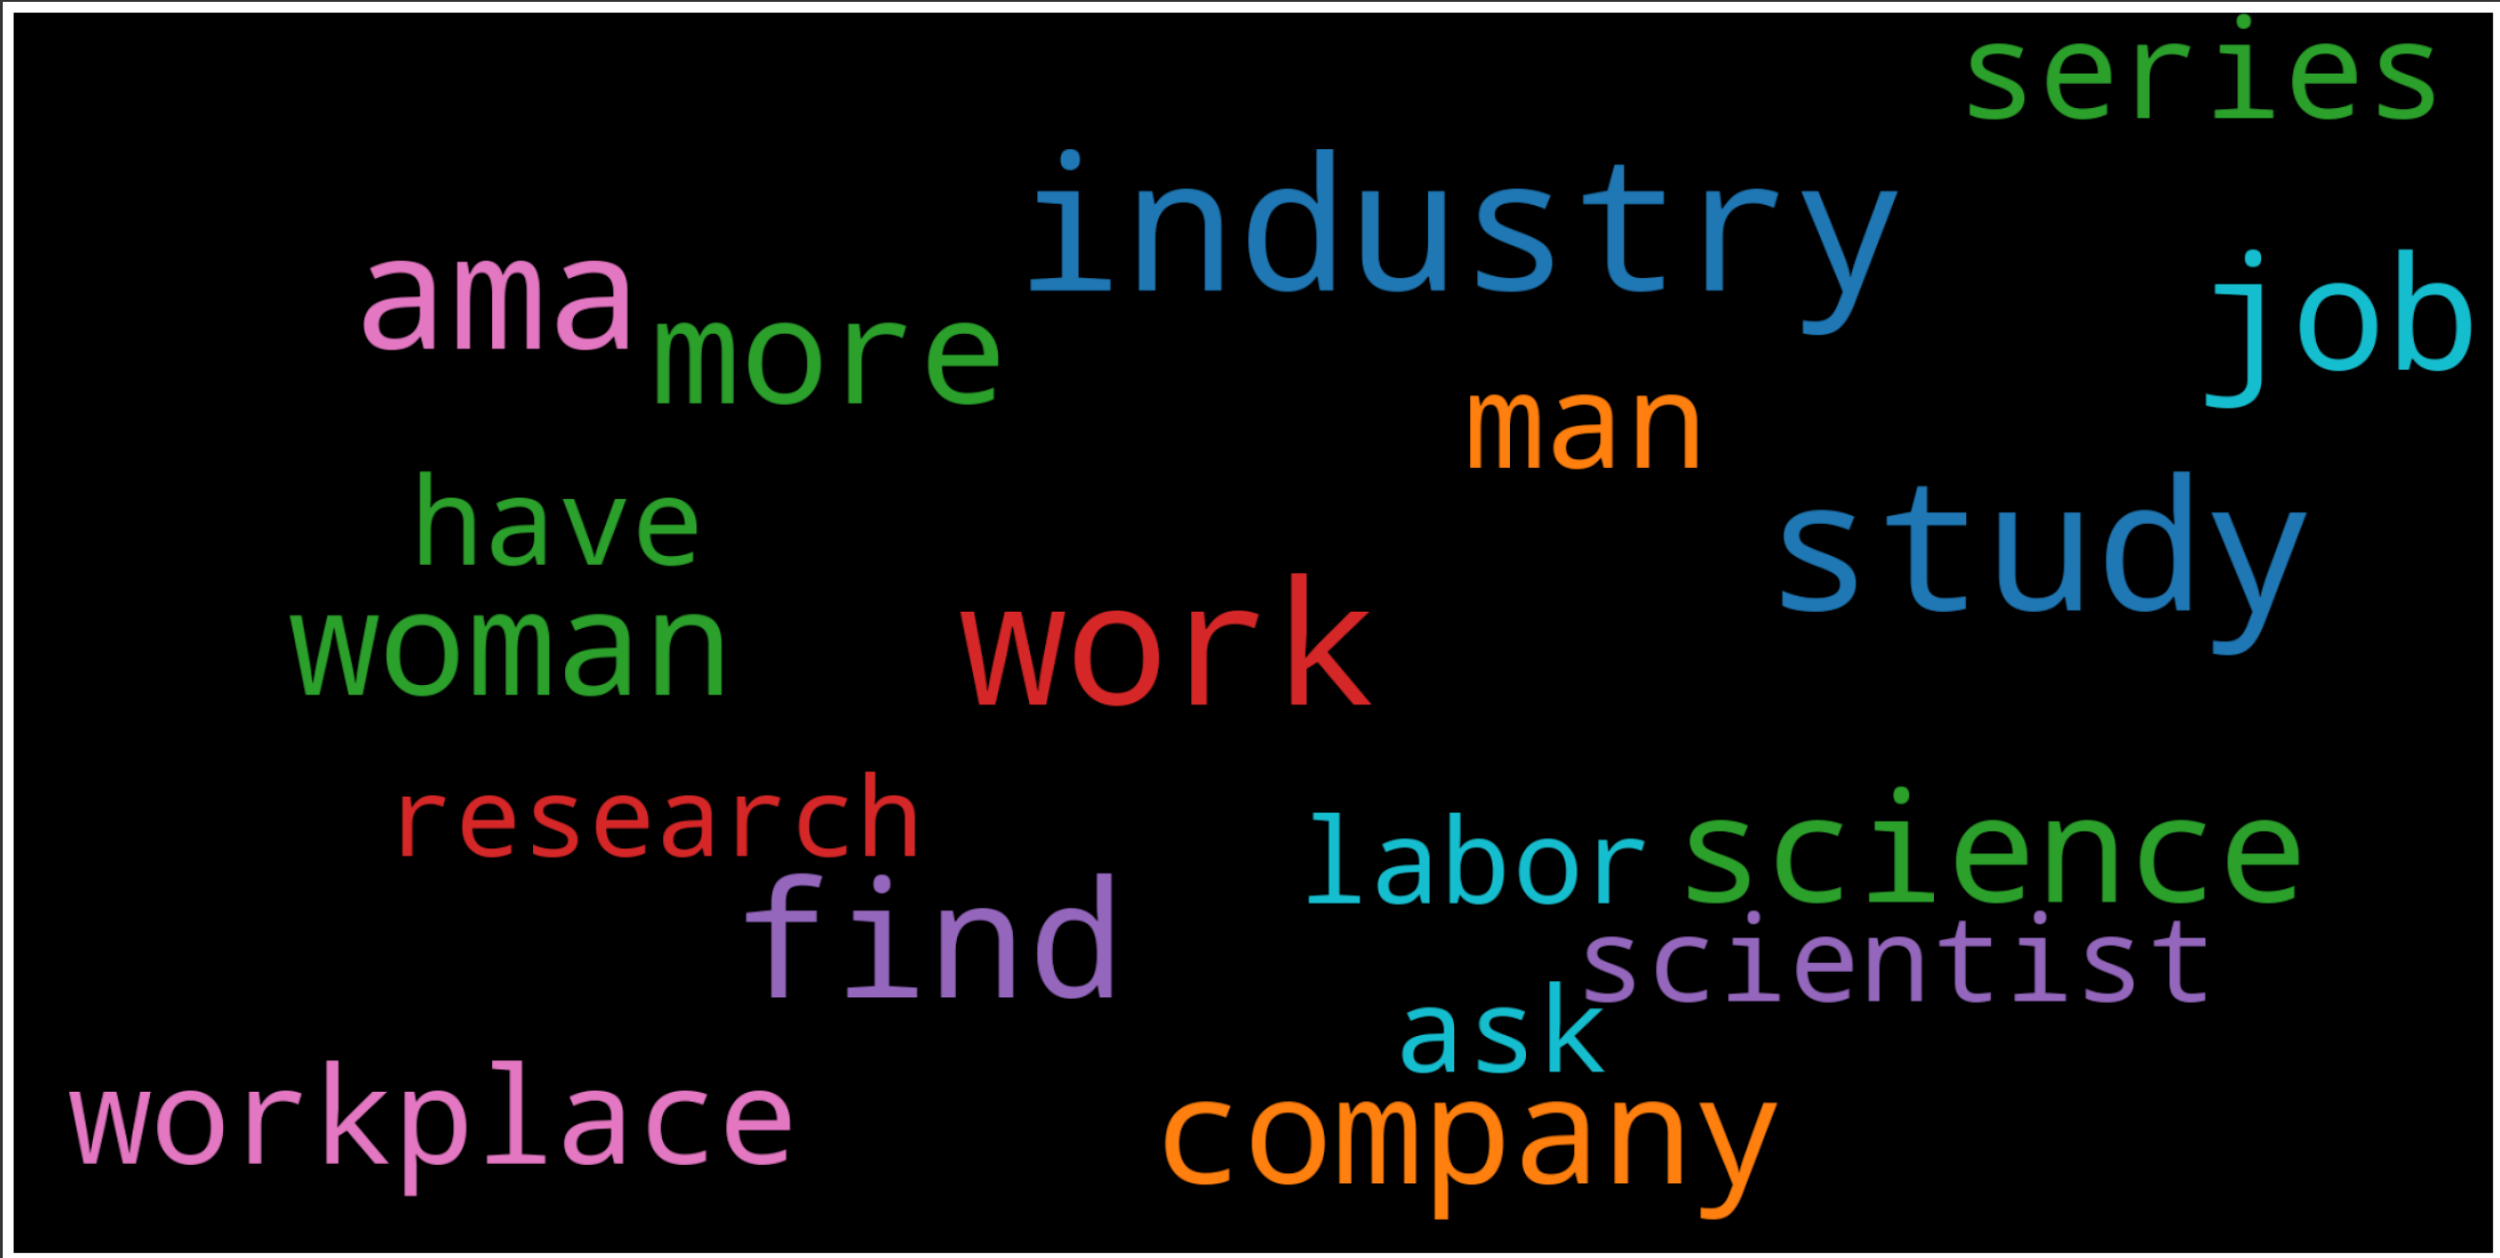 series
industry
ama
more
job
man
have
study
woman
work
research
labor
science
find
scientist
ask
workplace
company